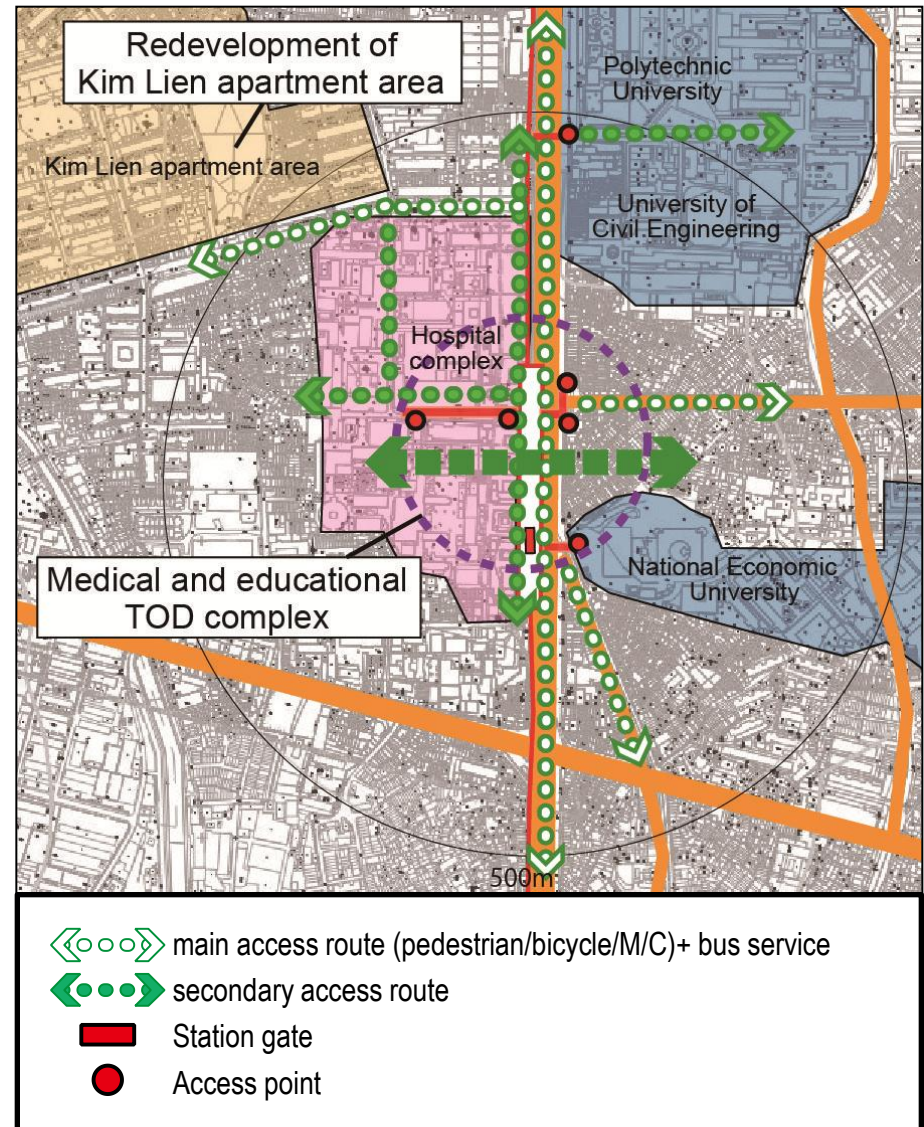 Redevelopment of
Kim Lien apartment area
Kim Lien apartment area
Polytechnic
University
University of
Civil Engineering
Hospital
complex
National Economic
University
Medical and educational
TOD complex
500m
main access route (pedestrian/bicycle/M/C)+ bus service
secondary access route
Station gate
Access point